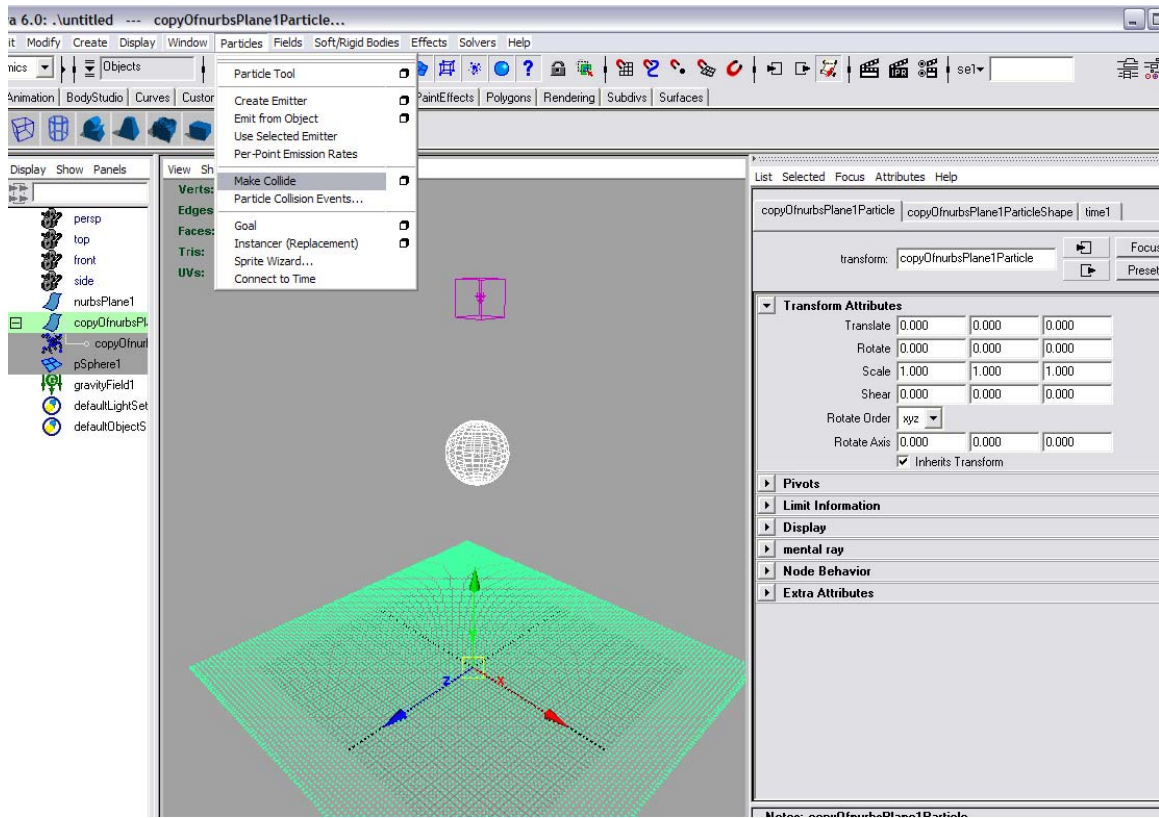 a 6.0: .\untitled --- copyOfnurbsPlane1Particle...
it Modify Create Display Window Particles Fields Soft/Rigid Bodies Effects Solvers Help
mics Objects sel
Animation BodyStudio Curves Custor PaintEffects Polygons Rendering Subdivs Surfaces
Particle Tool
Create Emitter
Emit from Object
Use Selected Emitter
Per-Point Emission Rates
Make Collide
Particle Collision Events...
Goal
Instancer (Replacement)
Sprite Wizard...
Connect to Time
Display Show Panels
persp
top
front
side
nurbsPlane1
copyOfnurbsPl
copyOfnurl
pSphere1
gravityField1
defaultLightSet
defaultObjectS
View Sh
Verts:
Edges
Faces:
Tris:
UVs:
Z X
List Selected Focus Attributes Help
copyOfnurbsPlane1Particle copyOfnurbsPlane1ParticleShape time1
transform: copyOfnurbsPlane1Particle
Focus
Preset
Transform Attributes
Translate 0.000 0.000 0.000
Rotate 0.000 0.000 0.000
Scale 1.000 1.000 1.000
Shear 0.000 0.000 0.000
Rotate Order xyz
Rotate Axis 0.000 0.000 0.000
Inherits Transform
Pivots
Limit Information
Display
mental ray
Node Behavior
Extra Attributes
Notes: copyOfnurbsPlane1Particle